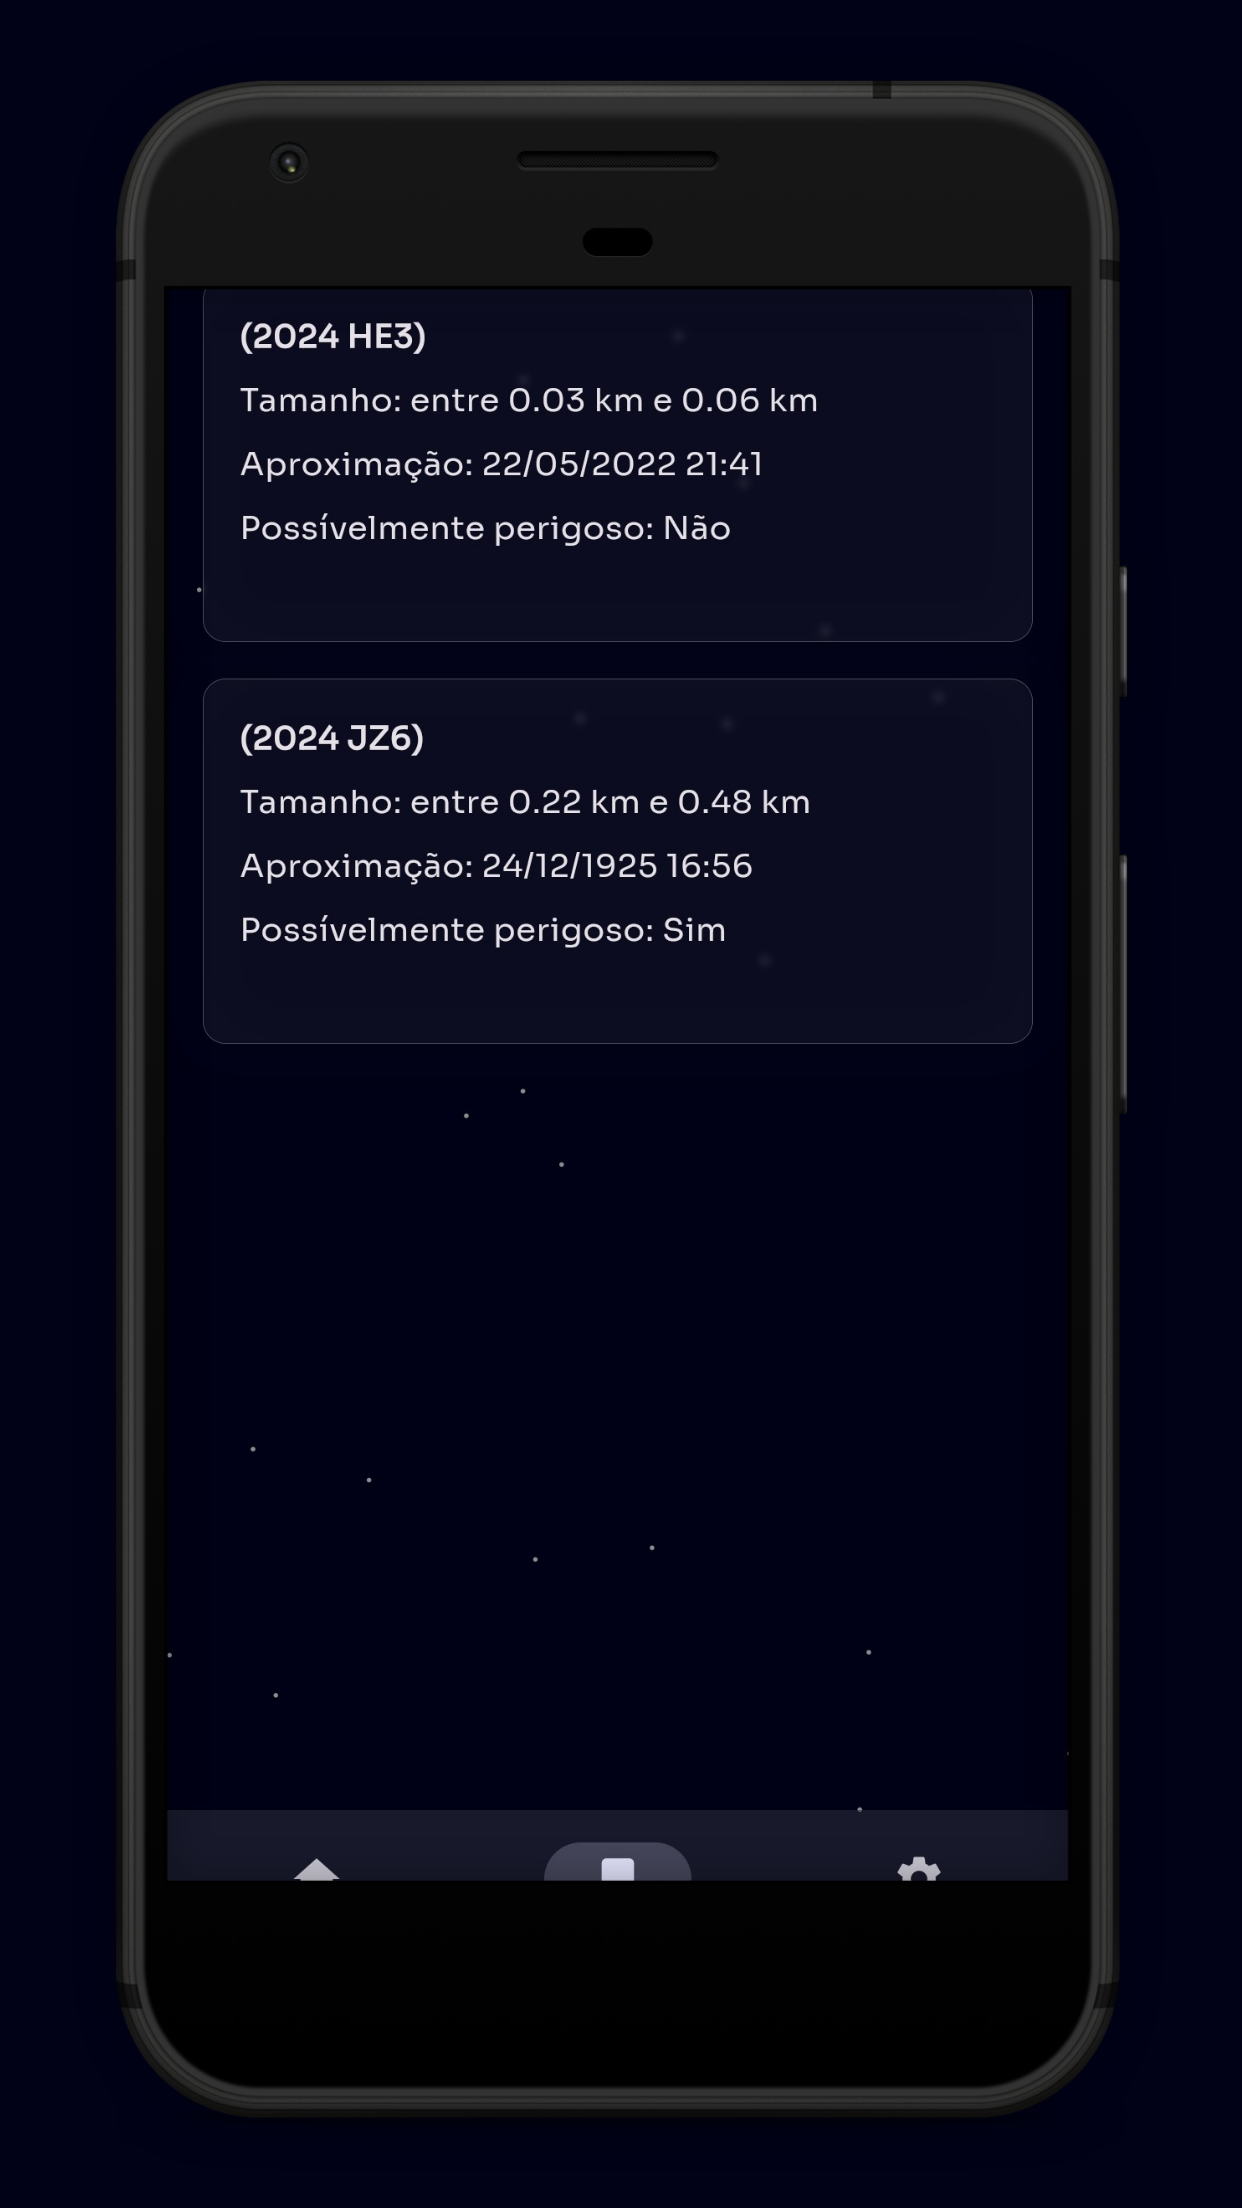 (2024 HE3)
Tamanho: entre 0.03 km e 0.06 km
Aproximação: 22/05/2022 21:41
Possívelmente perigoso: Não
(2024 JZ6)
Tamanho: entre 0.22 km e 0.48 km
Aproximação: 24/12/1925 16:56
Possívelmente perigoso: Sim